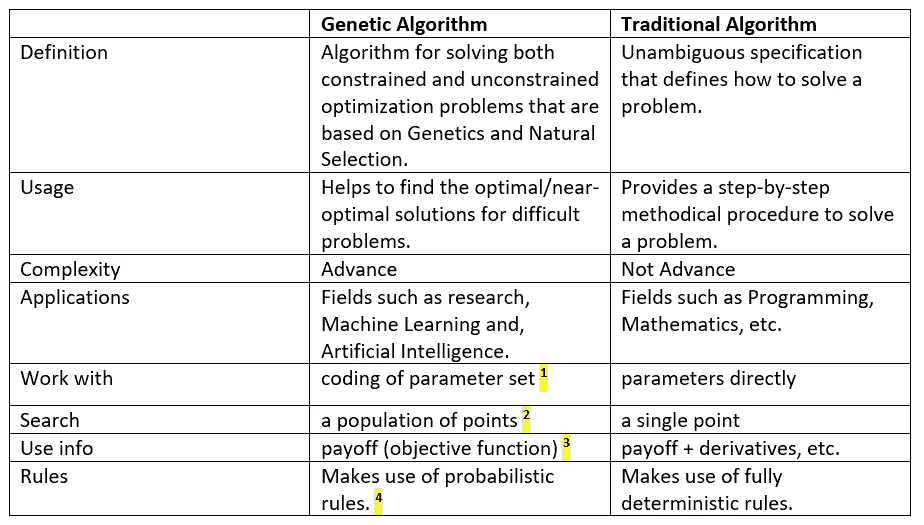 Genetic Algorithm Traditional Algorithm
Definition Algorithm for solving both Unambiguous specification
constrained and unconstrained that defines how to solve a
optimization problems that are problem.
based on Genetics and Natural
Selection.
Usage Helps to find the optimal/near- Provides a step-by-step
optimal solutions for difficult methodical procedure to solve
problems. a problem.
Complexity Advance Not Advance
Applications Fields such as research, Fields such as Programming,
Machine Learning and, Mathematics, etc.
Artificial Intelligence.
Work with coding of parameter set 1 parameters directly
Search a population of points 2 a single point
Use info payoff (objective function) 3 payoff + derivatives, etc.
Rules Makes use of probabilistic Makes use of fully
rules. 4 deterministic rules.